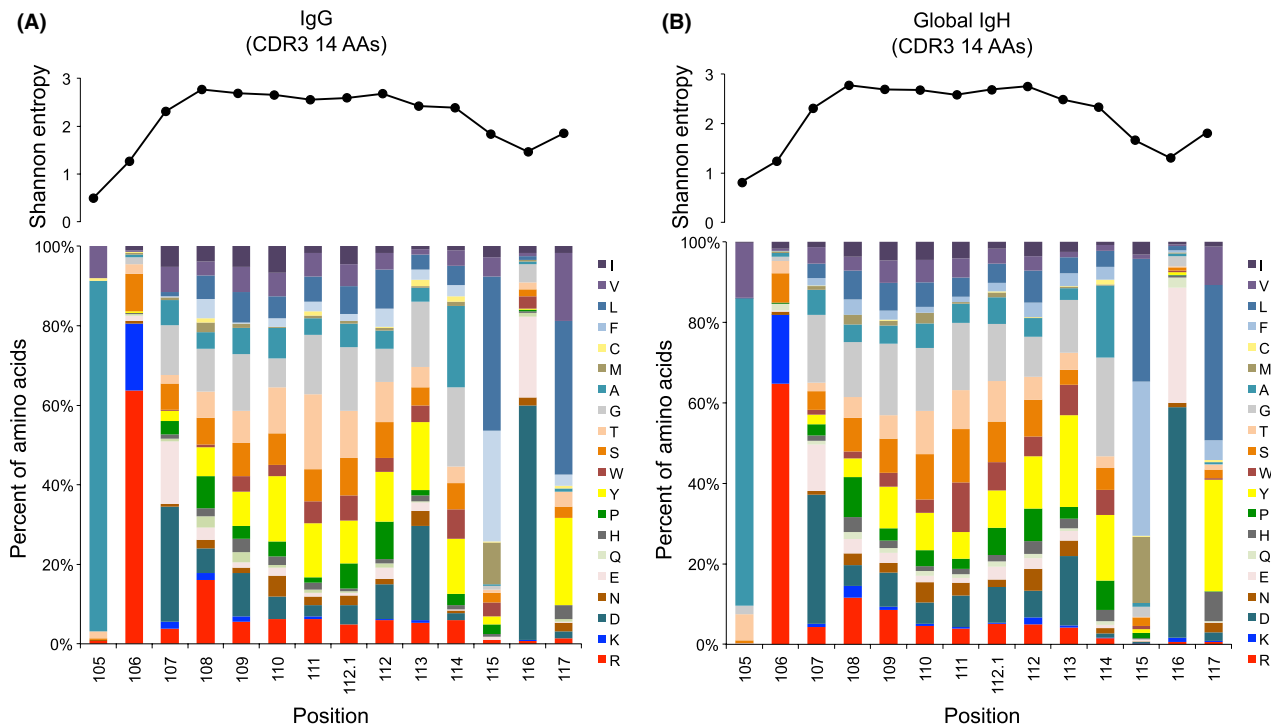 (A)
IgG
(CDR3 14 AAs)
Shannon entropy
3
2
1
0
Percent of amino acids
100%
80%
60%
40%
20%
0%
105
106
107
108
109
110
111
112.1
112
113
114
115
116
117
Position
I
V
L
F
C
M
A
G
T
S
W
Y
P
H
Q
E
N
D
K
R
(B)
Global IgH
(CDR3 14 AAs)
Shannon entropy
3
2
1
0
Percent of amino acids
100%
80%
60%
40%
20%
0%
105
106
107
108
109
110
111
112.1
112
113
114
115
116
117
Position
I
V
L
F
C
M
A
G
T
S
W
Y
P
H
Q
E
N
D
K
R